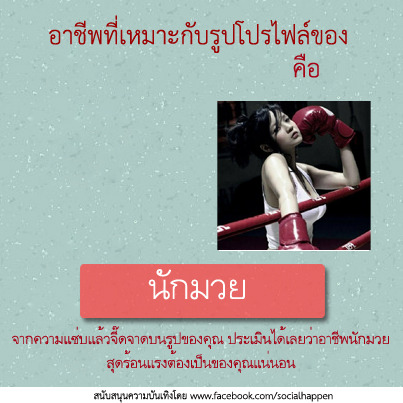 อาชีพที่เหมาะกับรูปโปรไฟล์ของ
คือ
นักมวย
จากความแซ่บแล้วจี๊ดจาดบนรูปของคุณ ประเมินได้เลยว่าอาชีพนักมวย
สุดร้อนแรงต้องเป็นของคุณแน่นอน
สนับสนุนความบันเทิงโดย www.facebook.com/socialhappen